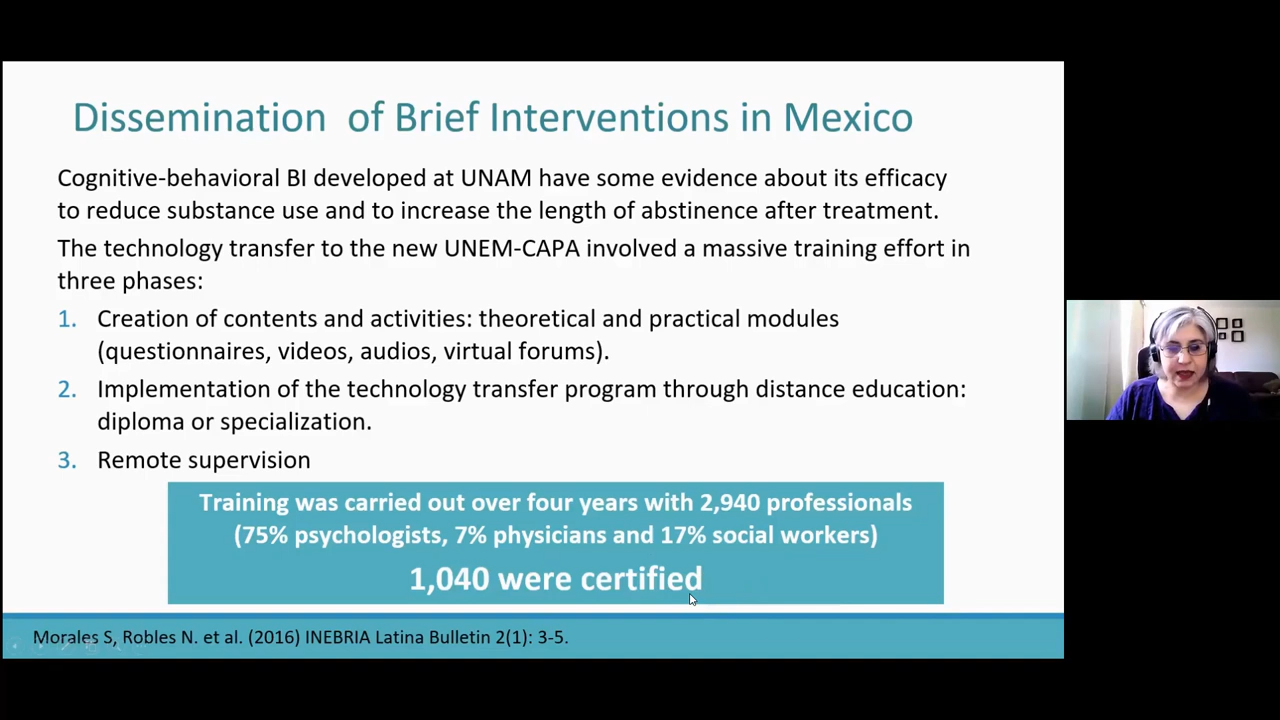 Dissemination of Brief Interventions in Mexico
Cognitive-behavioral BI developed at UNAM have some evidence about its efficacy
to reduce substance use and to increase the length of abstinence after treatment.
The technology transfer to the new UNEM-CAPA involved a massive training effort in
three phases:
1. Creation of contents and activities: theoretical and practical modules
(questionnaires, videos, audios, virtual forums).
2. Implementation of the technology transfer program through distance education:
diploma or specialization.
3. Remote supervision
Training was carried out over four years with 2,940 professionals
(75% psychologists, 7% physicians and 17% social workers)
1,040 were certified
Morales S, Robles N. et al. (2016) INEBRIA Latina Bulletin 2(1): 3-5.